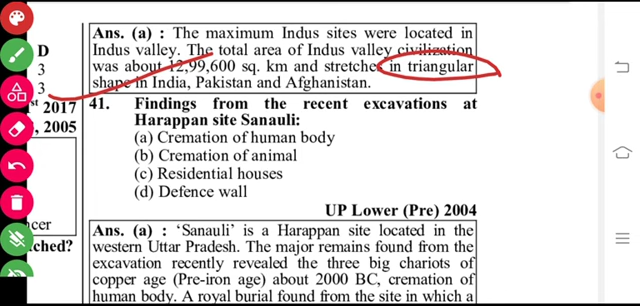 Ans. (a) : The maximum Indus sites were located in
Indus valley. The total area of Indus valley civilization
was about 12,99,600 sq. km and stretches in triangular
shape in India, Pakistan and Afghanistan.
D
3
3
st 2017
, 2005
41. Findings from the recent excavations at
Harappan site Sanauli:
(a) Cremation of human body
(b) Cremation of animal
(c) Residential houses
(d) Defence wall
UP Lower (Pre) 2004
ncer
ched?
Ans. (a) : ‘Sanauli’ is a Harappan site located in the
western Uttar Pradesh. The major remains found from the
excavation recently revealed the three big chariots of
copper age (Pre-iron age) about 2000 BC, cremation of
human body. A royal burial found from the site in which a